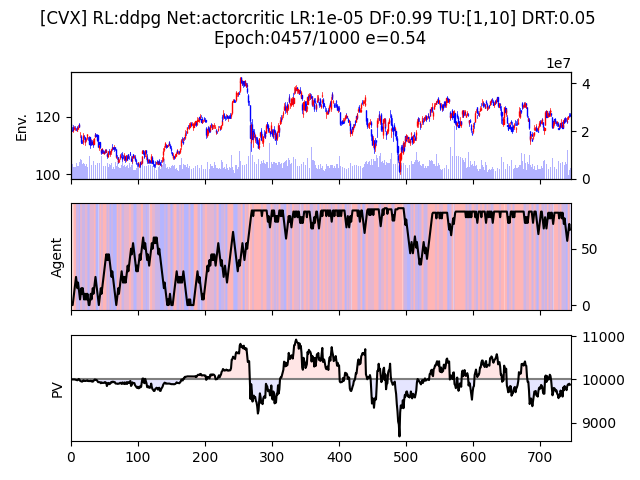 [CVX] RL:ddpg Net:actorcritic LR:1e-05 DF:0.99 TU:[1,10] DRT:0.05
Epoch:0457/1000 e=0.54
1e7
Env.
120
100
4
2
0
Agent
50
0
PV
11000
10000
9000
0 100 200 300 400 500 600 700